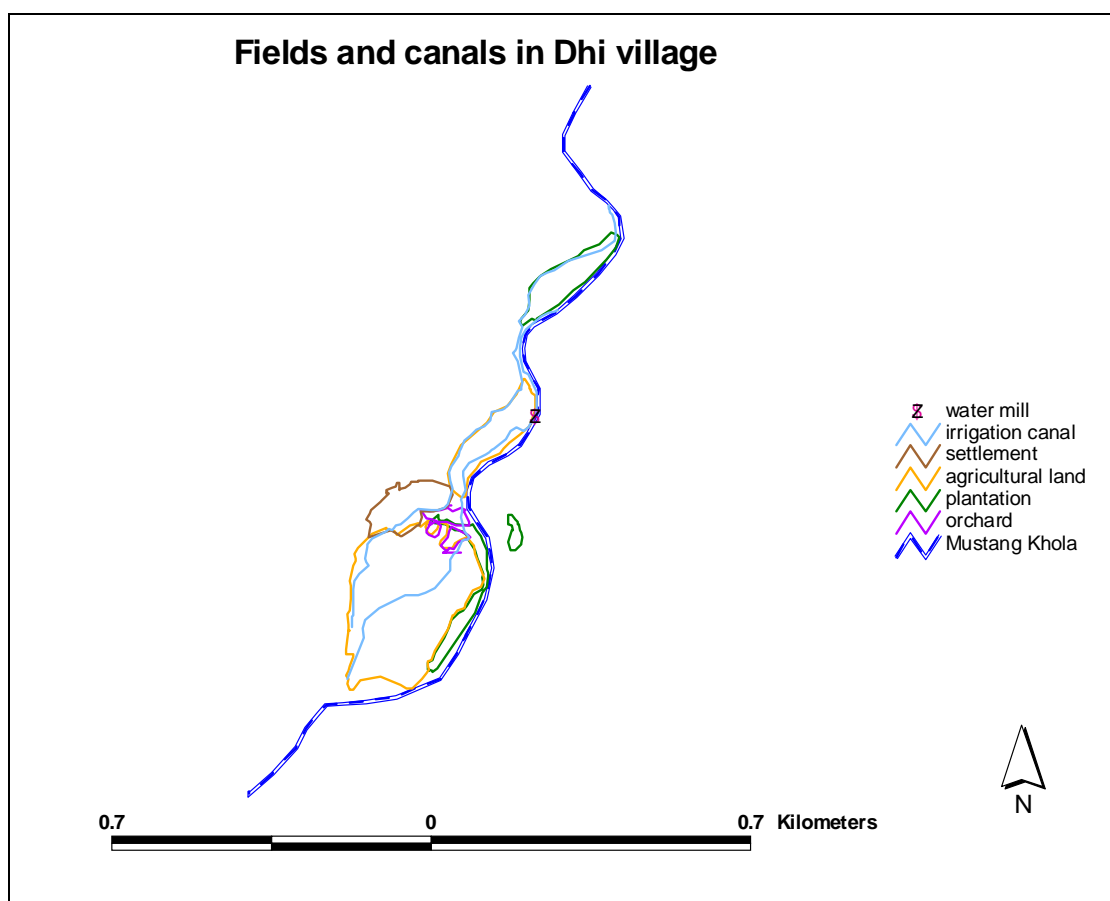 Fields and canals in Dhi village
water mill
irrigation canal
settlement
agricultural land
plantation
orchard
Mustang Khola
N
0.7 0 0.7 Kilometers